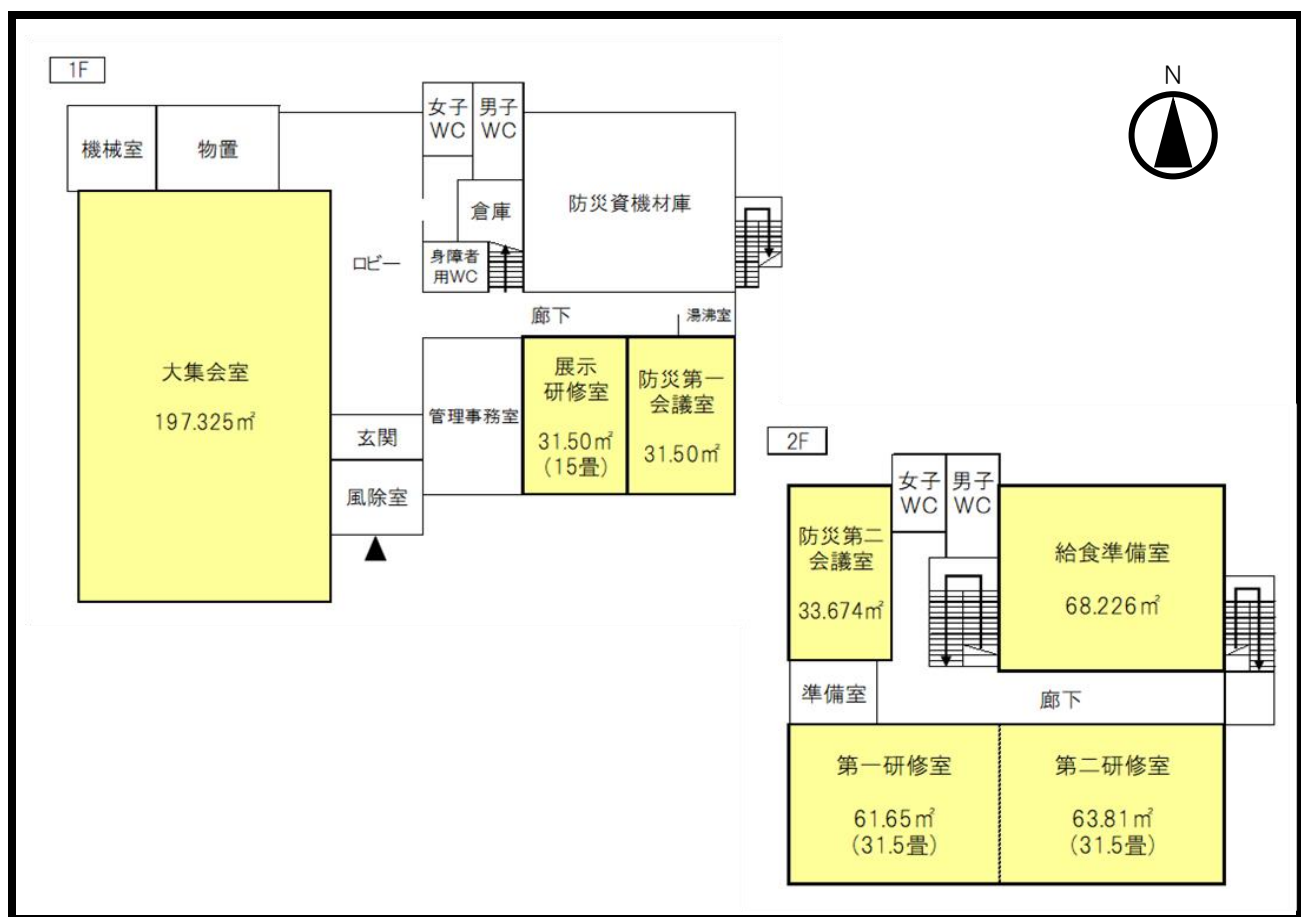 1F
N
機械室
物置
女子
WC
男子
WC
倉庫
防災資機材庫
ロビー
身障者
用WC
廊下
湯沸室
大集会室
197.325㎡
玄関
風除室
管理事務室
展示
研修室
31.50㎡
(15畳)
防災第一
会議室
31.50㎡
2F
防災第二
会議室
33.674㎡
女子
WC
男子
WC
給食準備室
68.226㎡
準備室
廊下
第一研修室
61.65㎡
(31.5畳)
第二研修室
63.81㎡
(31.5畳)